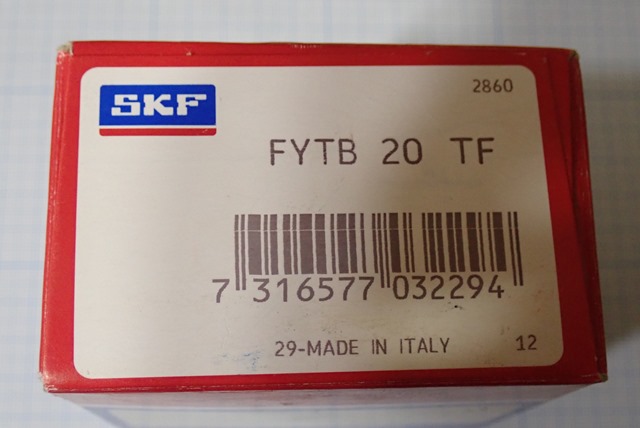 SKF
2860
FYTB 20 TF
7 316577 032294
29-MADE IN ITALY
12